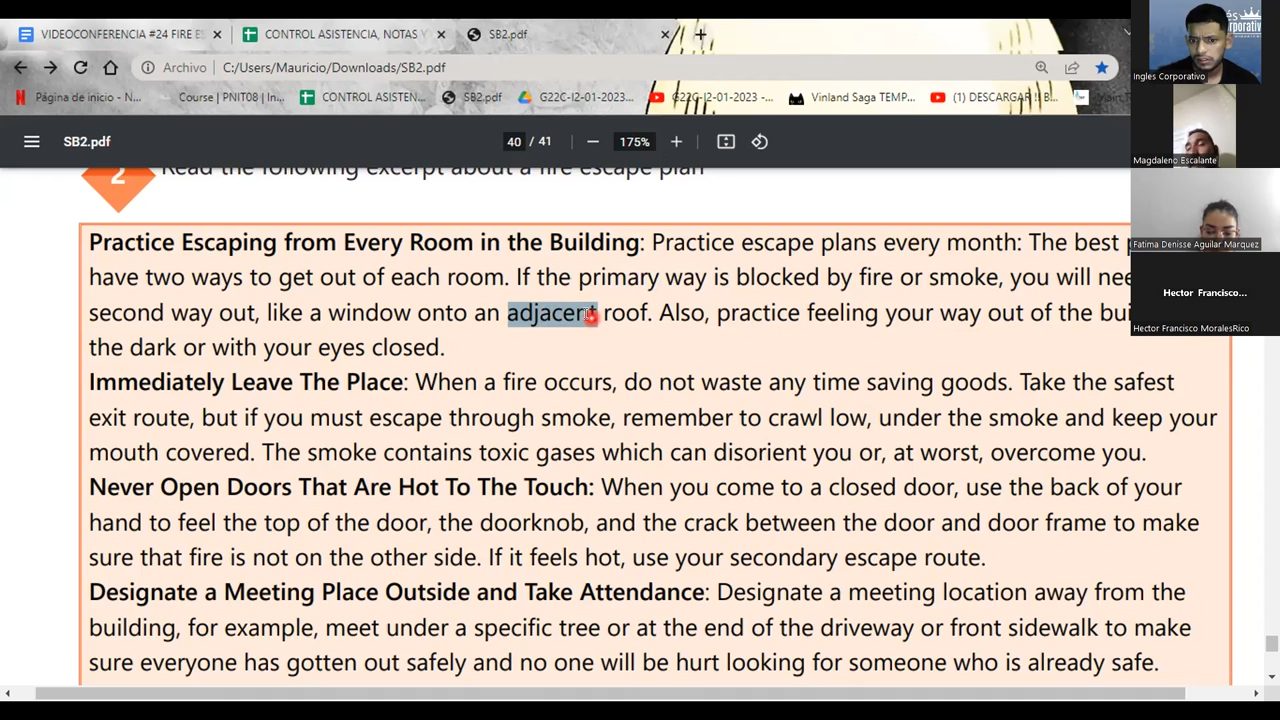 VIDEOCONFERENCIA #24 FIRE ES
CONTROL ASISTENCIA, NOTAS Y
SB2.pdf
Archivo
C:/Users/Mauricio/Downloads/SB2.pdf
Página de inicio - N...
Course | PNIT08 | In...
CONTROL ASISTEN...
SB2.pdf
G22C-I2-01-2023...
G22C-I2-01-2023 -...
Vinland Saga TEMP...
(1) DESCARGAR
SB2.pdf
40 / 41
175%
2
Read the following excerpt about a fire escape plan
Practice Escaping from Every Room in the Building: Practice escape plans every month: The best
have two ways to get out of each room. If the primary way is blocked by fire or smoke, you will
second way out, like a window onto an adjacent roof. Also, practice feeling your way out of the
the dark or with your eyes closed.
Immediately Leave The Place: When a fire occurs, do not waste any time saving goods. Take the safest
exit route, but if you must escape through smoke, remember to crawl low, under the smoke and keep your
mouth covered. The smoke contains toxic gases which can disorient you or, at worst, overcome you.
Never Open Doors That Are Hot To The Touch: When you come to a closed door, use the back of your
hand to feel the top of the door, the doorknob, and the crack between the door and door frame to make
sure that fire is not on the other side. If it feels hot, use your secondary escape route.
Designate a Meeting Place Outside and Take Attendance: Designate a meeting location away from the
building, for example, meet under a specific tree or at the end of the driveway or front sidewalk to make
sure everyone has gotten out safely and no one will be hurt looking for someone who is already safe.
Ingles Corporativo
Magdaleno Escalante
Fatima Denisse Aguilar Marquez
Hector Francisco...
Hector Francisco MoralesRico